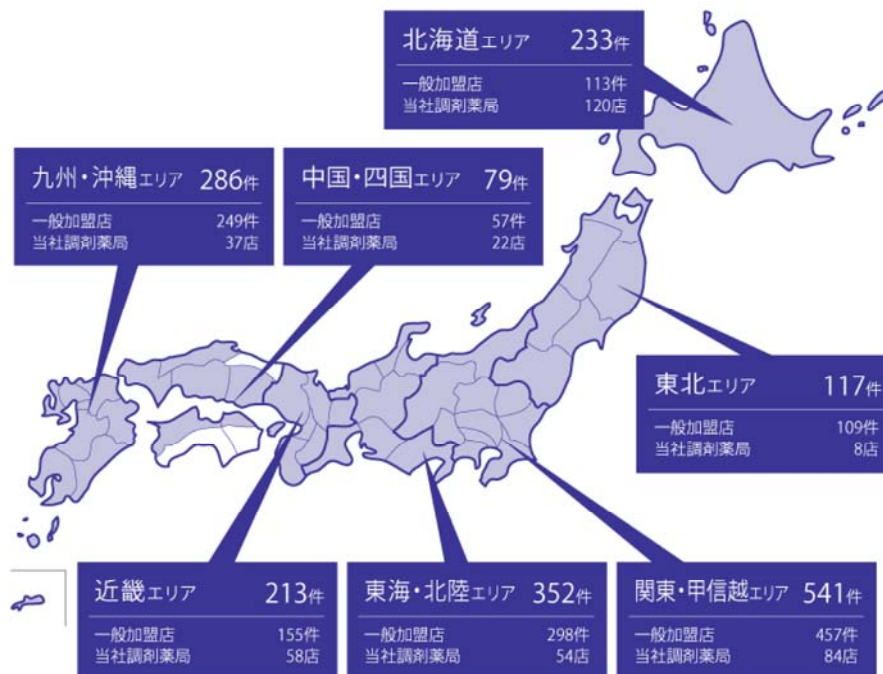 北海道エリア 233件
一般加盟店 113件
当社調剤薬局 120店
九州・沖縄エリア 286件
一般加盟店 249件
当社調剤薬局 37店
中国・四国エリア 79件
一般加盟店 57件
当社調剤薬局 22店
東北エリア 117件
一般加盟店 109件
当社調剤薬局 8店
近畿エリア 213件
一般加盟店 155件
当社調剤薬局 58店
東海・北陸エリア 352件
一般加盟店 298件
当社調剤薬局 54店
関東・甲信越エリア 541件
一般加盟店 457件
当社調剤薬局 84店